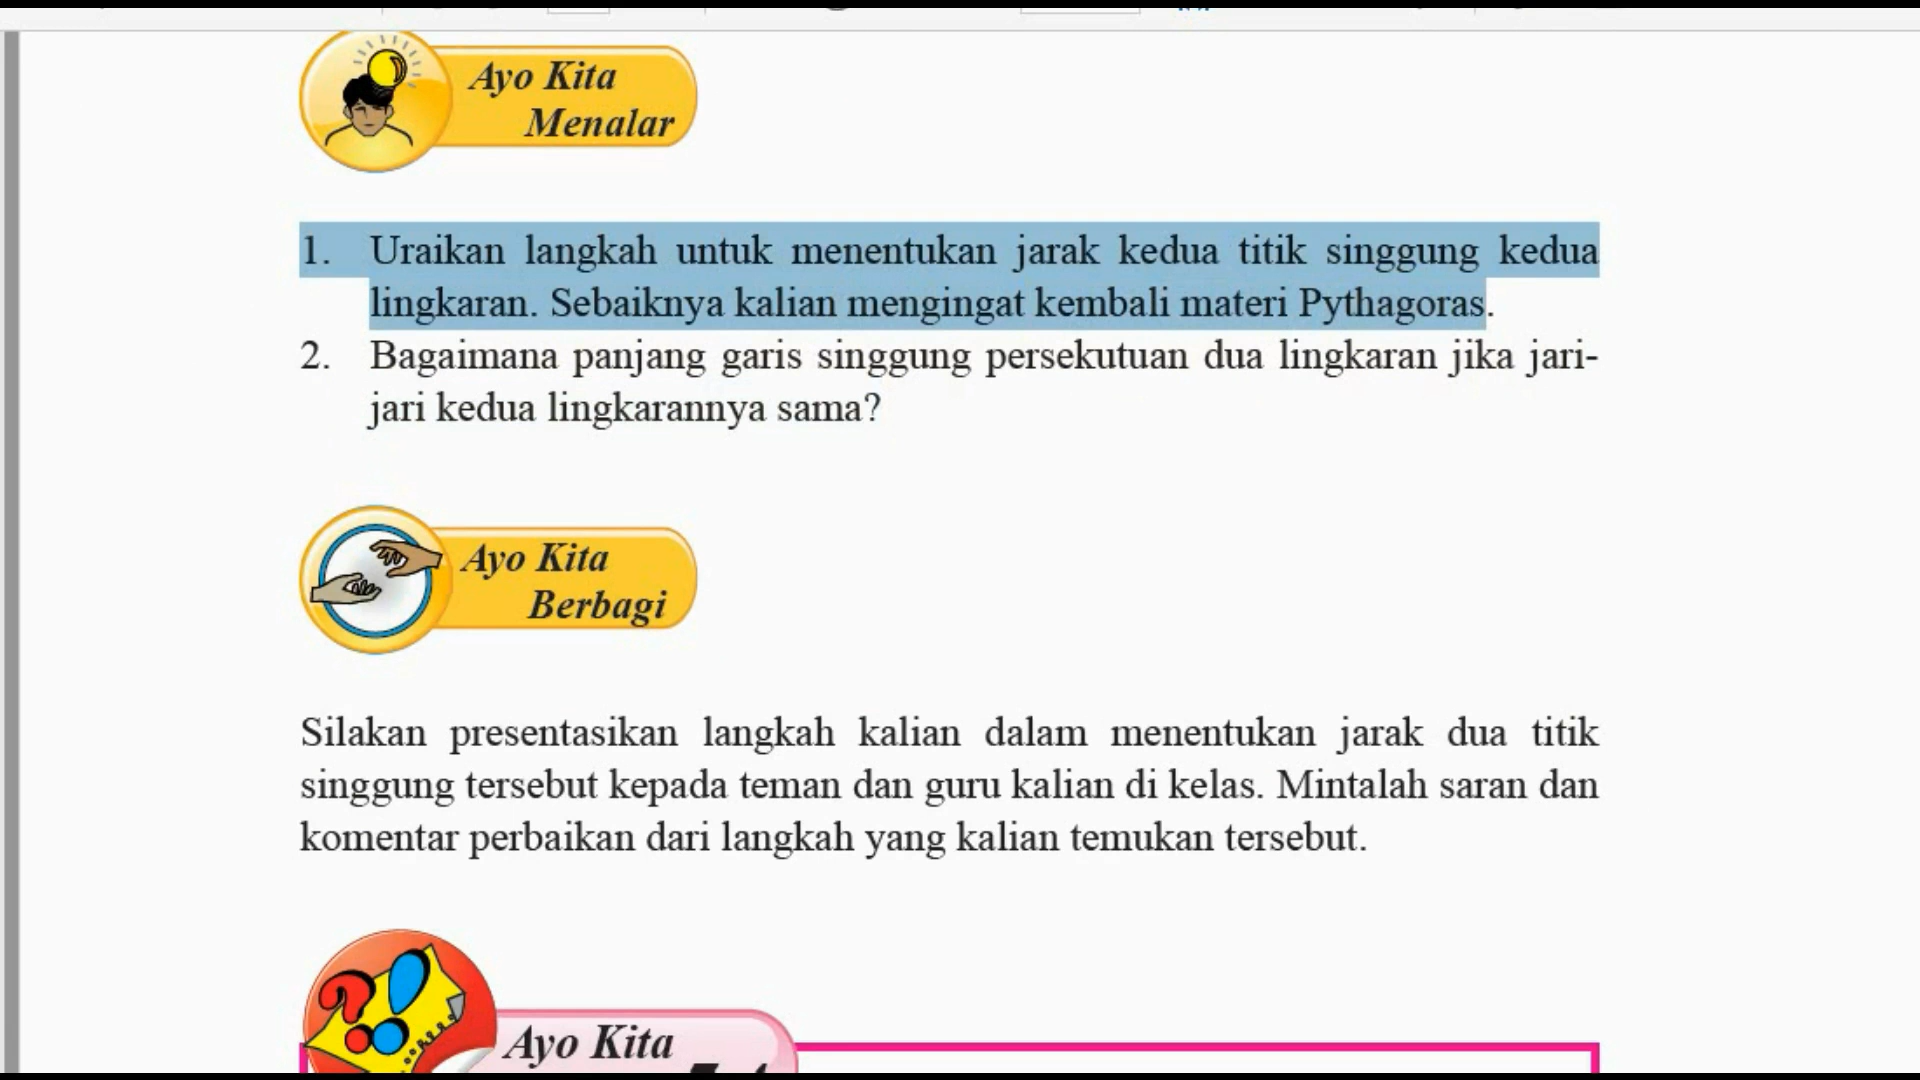 Ayo Kita
Menalar
1. Uraikan langkah untuk menentukan jarak kedua titik singgung kedua
lingkaran. Sebaiknya kalian mengingat kembali materi Pythagoras.
2. Bagaimana panjang garis singgung persekutuan dua lingkaran jika jari-
jari kedua lingkarannya sama?
Ayo Kita
Berbagi
Silakan presentasikan langkah kalian dalam menentukan jarak dua titik
singgung tersebut kepada teman dan guru kalian di kelas. Mintalah saran dan
komentar perbaikan dari langkah yang kalian temukan tersebut.
Ayo Kita